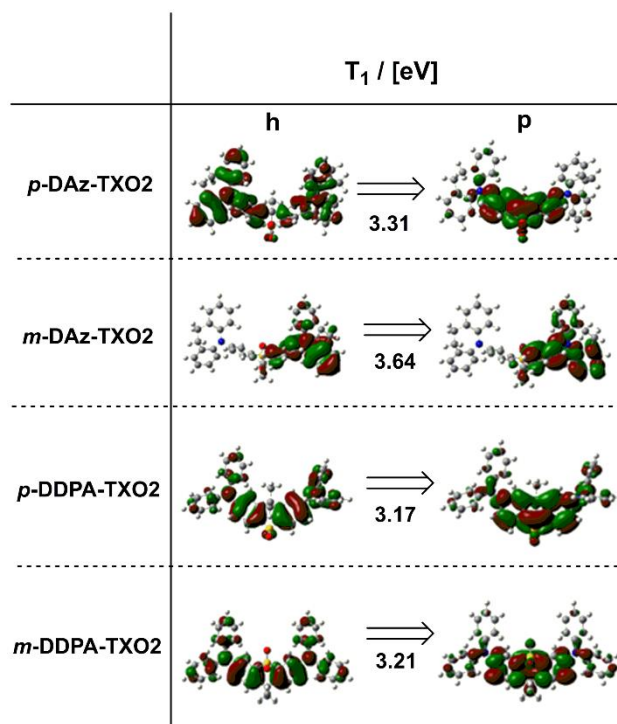 T₁ / [eV]
h p
p-DAz-TXO2
3.31
m-DAz-TXO2
3.64
p-DDPA-TXO2
3.17
m-DDPA-TXO2
3.21